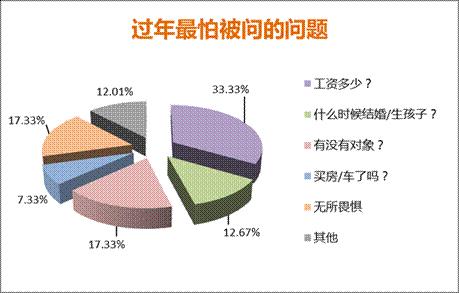 过年最怕被问的问题
12.01%
33.33%
17.33%
7.33%
17.33%
12.67%
工资多少？
什么时候结婚/生孩子？
有没有对象？
买房/车了吗？
无所畏惧
其他